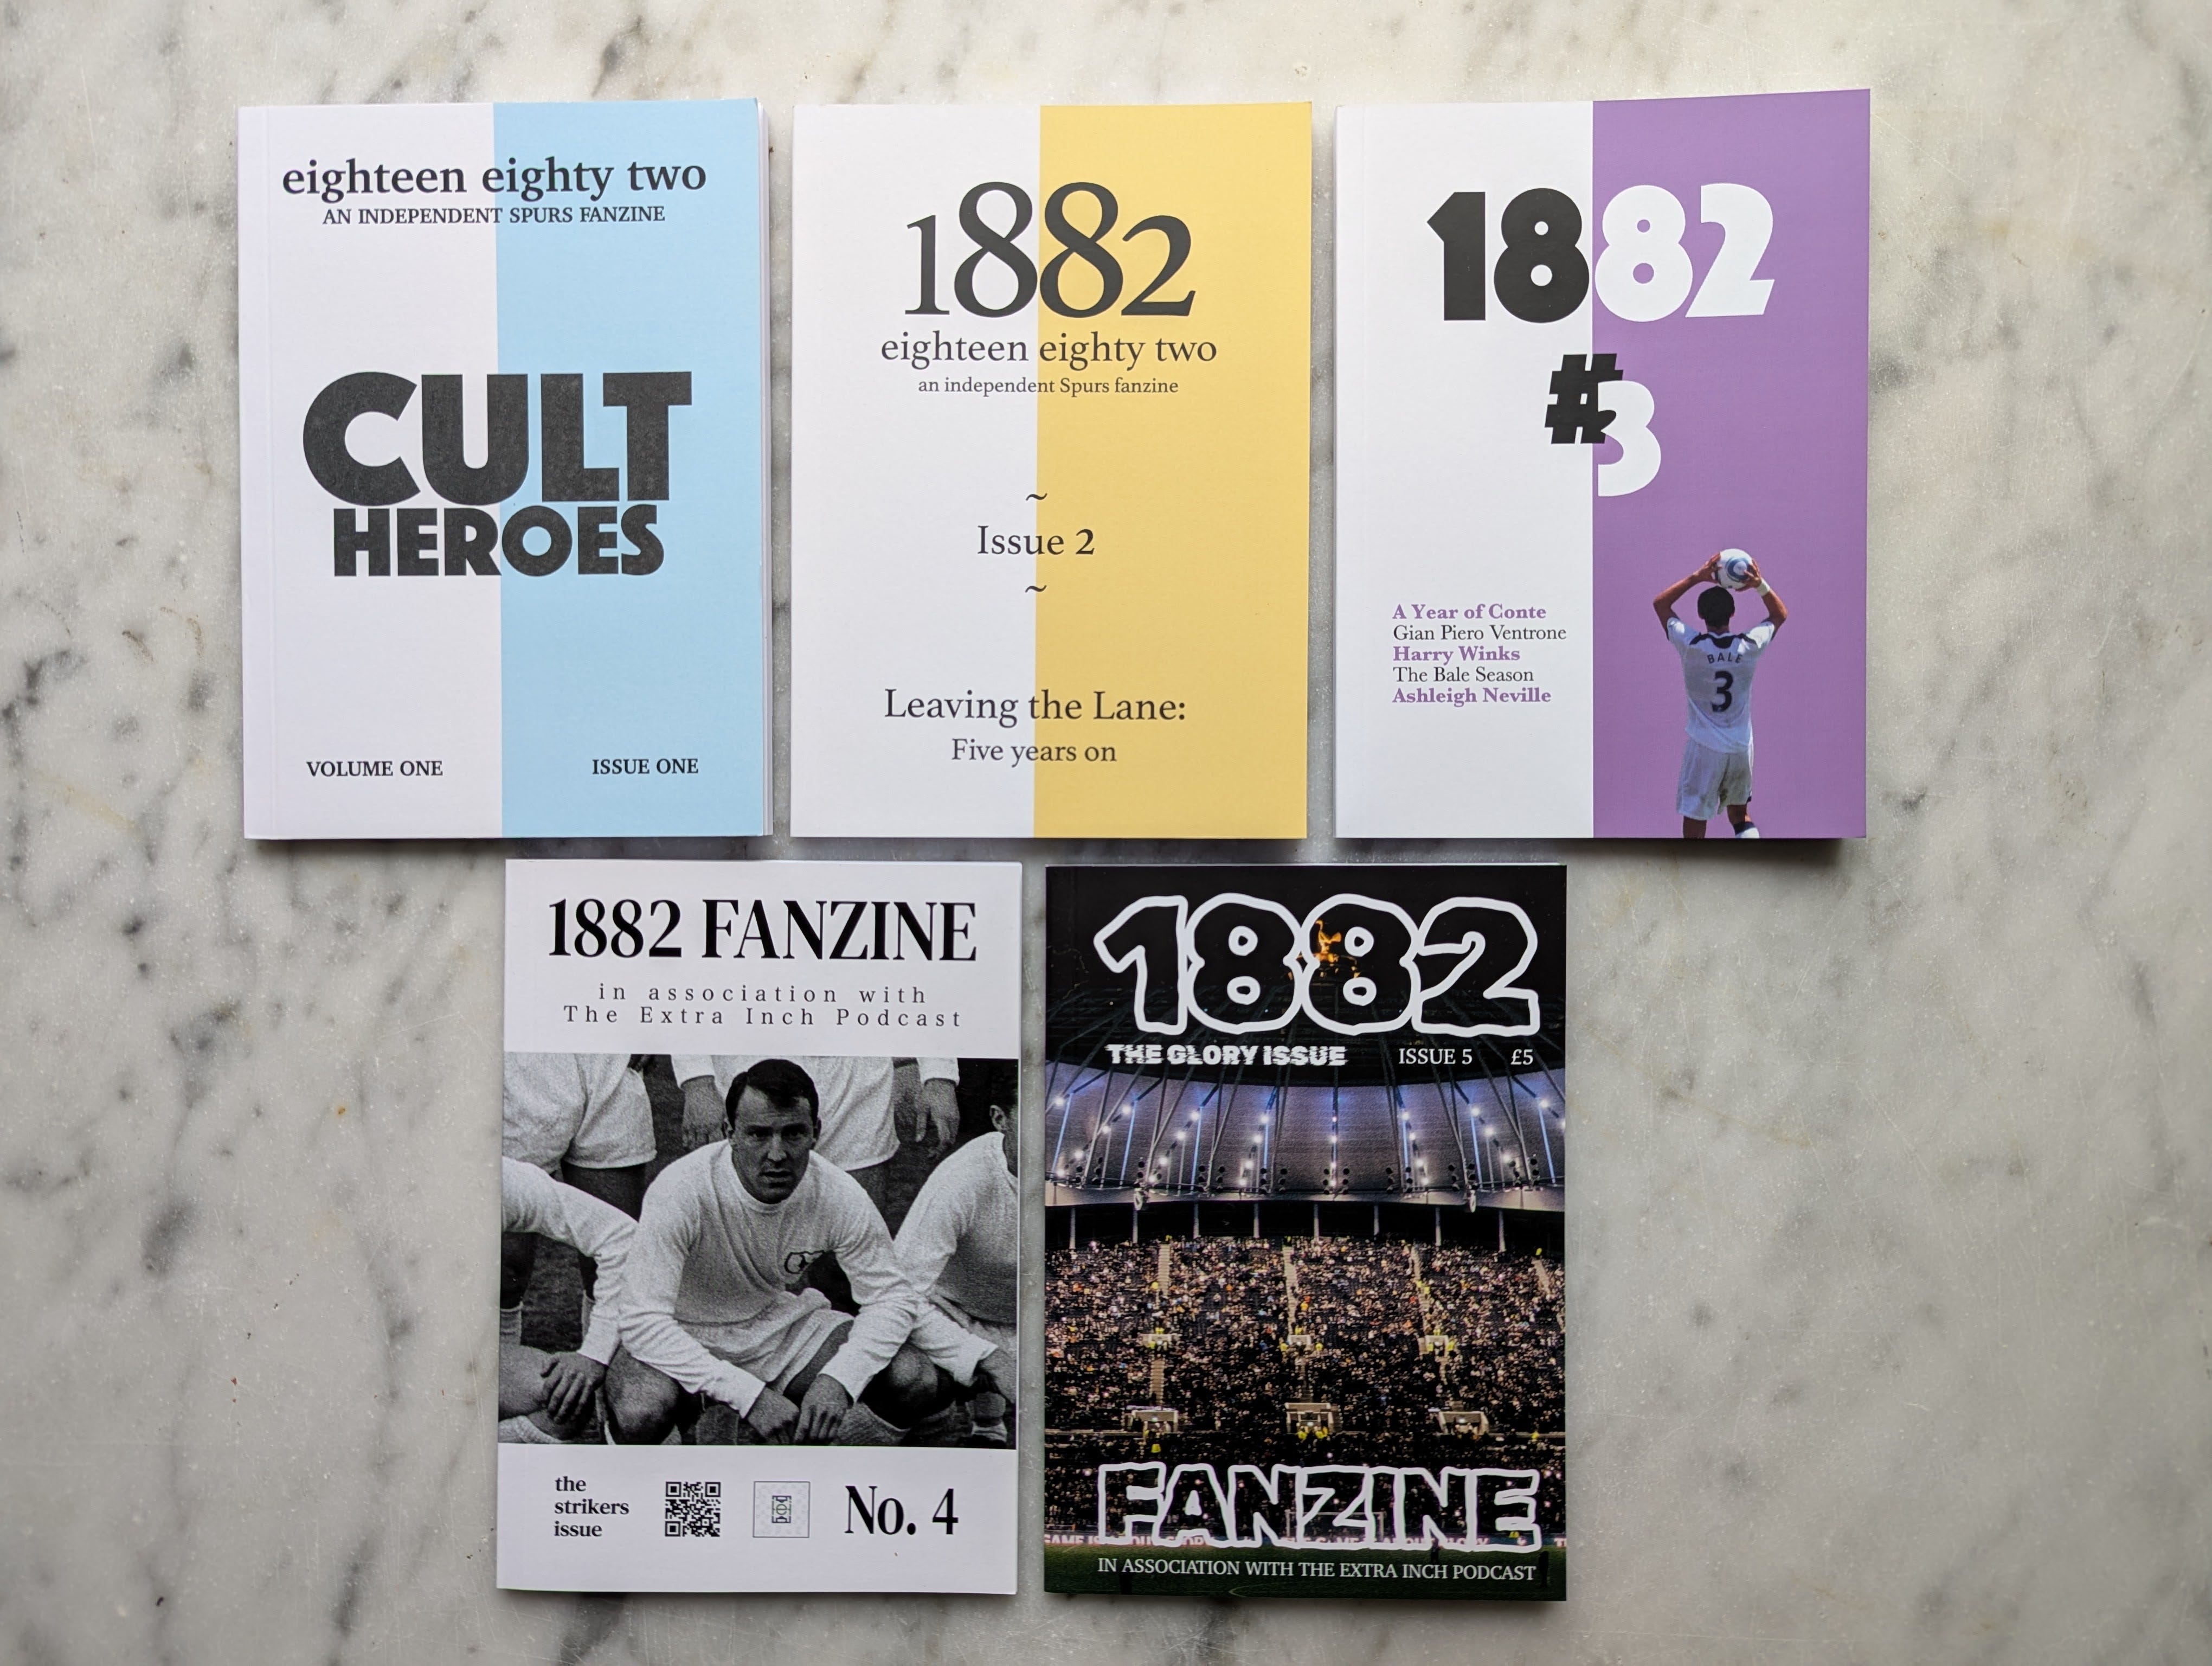 eighteen eighty two
AN INDEPENDENT SPURS FANZINE
CULT
HEROES
VOLUME ONE
ISSUE ONE
1882
eighteen eighty two
an independent Spurs fanzine
~
Issue 2
~
Leaving the Lane:
Five years on
1882
#3
A Year of Conte
Gian Piero Ventrone
Harry Winks
The Bale Season
Ashleigh Neville
BALE
3
1882 FANZINE
in association with
The Extra Inch Podcast
the
strikers
issue
No. 4
1882
THE GLORY ISSUE
ISSUE 5
£5
FANZINE
IN ASSOCIATION WITH THE EXTRA INCH PODCAST